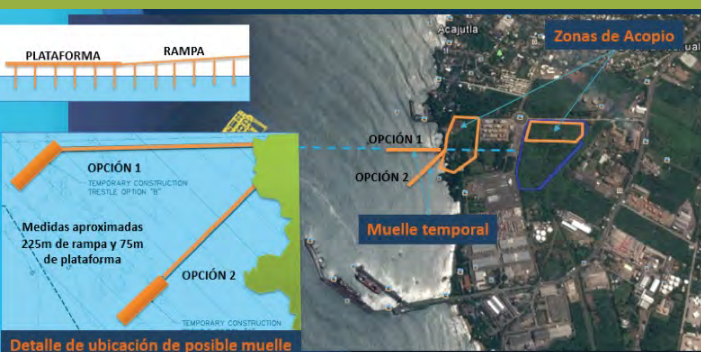 PLATAFORMA
RAMPA
Acajutla
Zonas de Acopio
OPCIÓN 1
OPCIÓN 2
Muelle temporal
OPCIÓN 1
TEMPORARY CONSTRUCTION
TRESTLE OPTION "B"
Medidas aproximadas
225m de rampa y 75m
de plataforma
OPCIÓN 2
TEMPORARY CONSTRUCTION
Detalle de ubicación de posible muelle